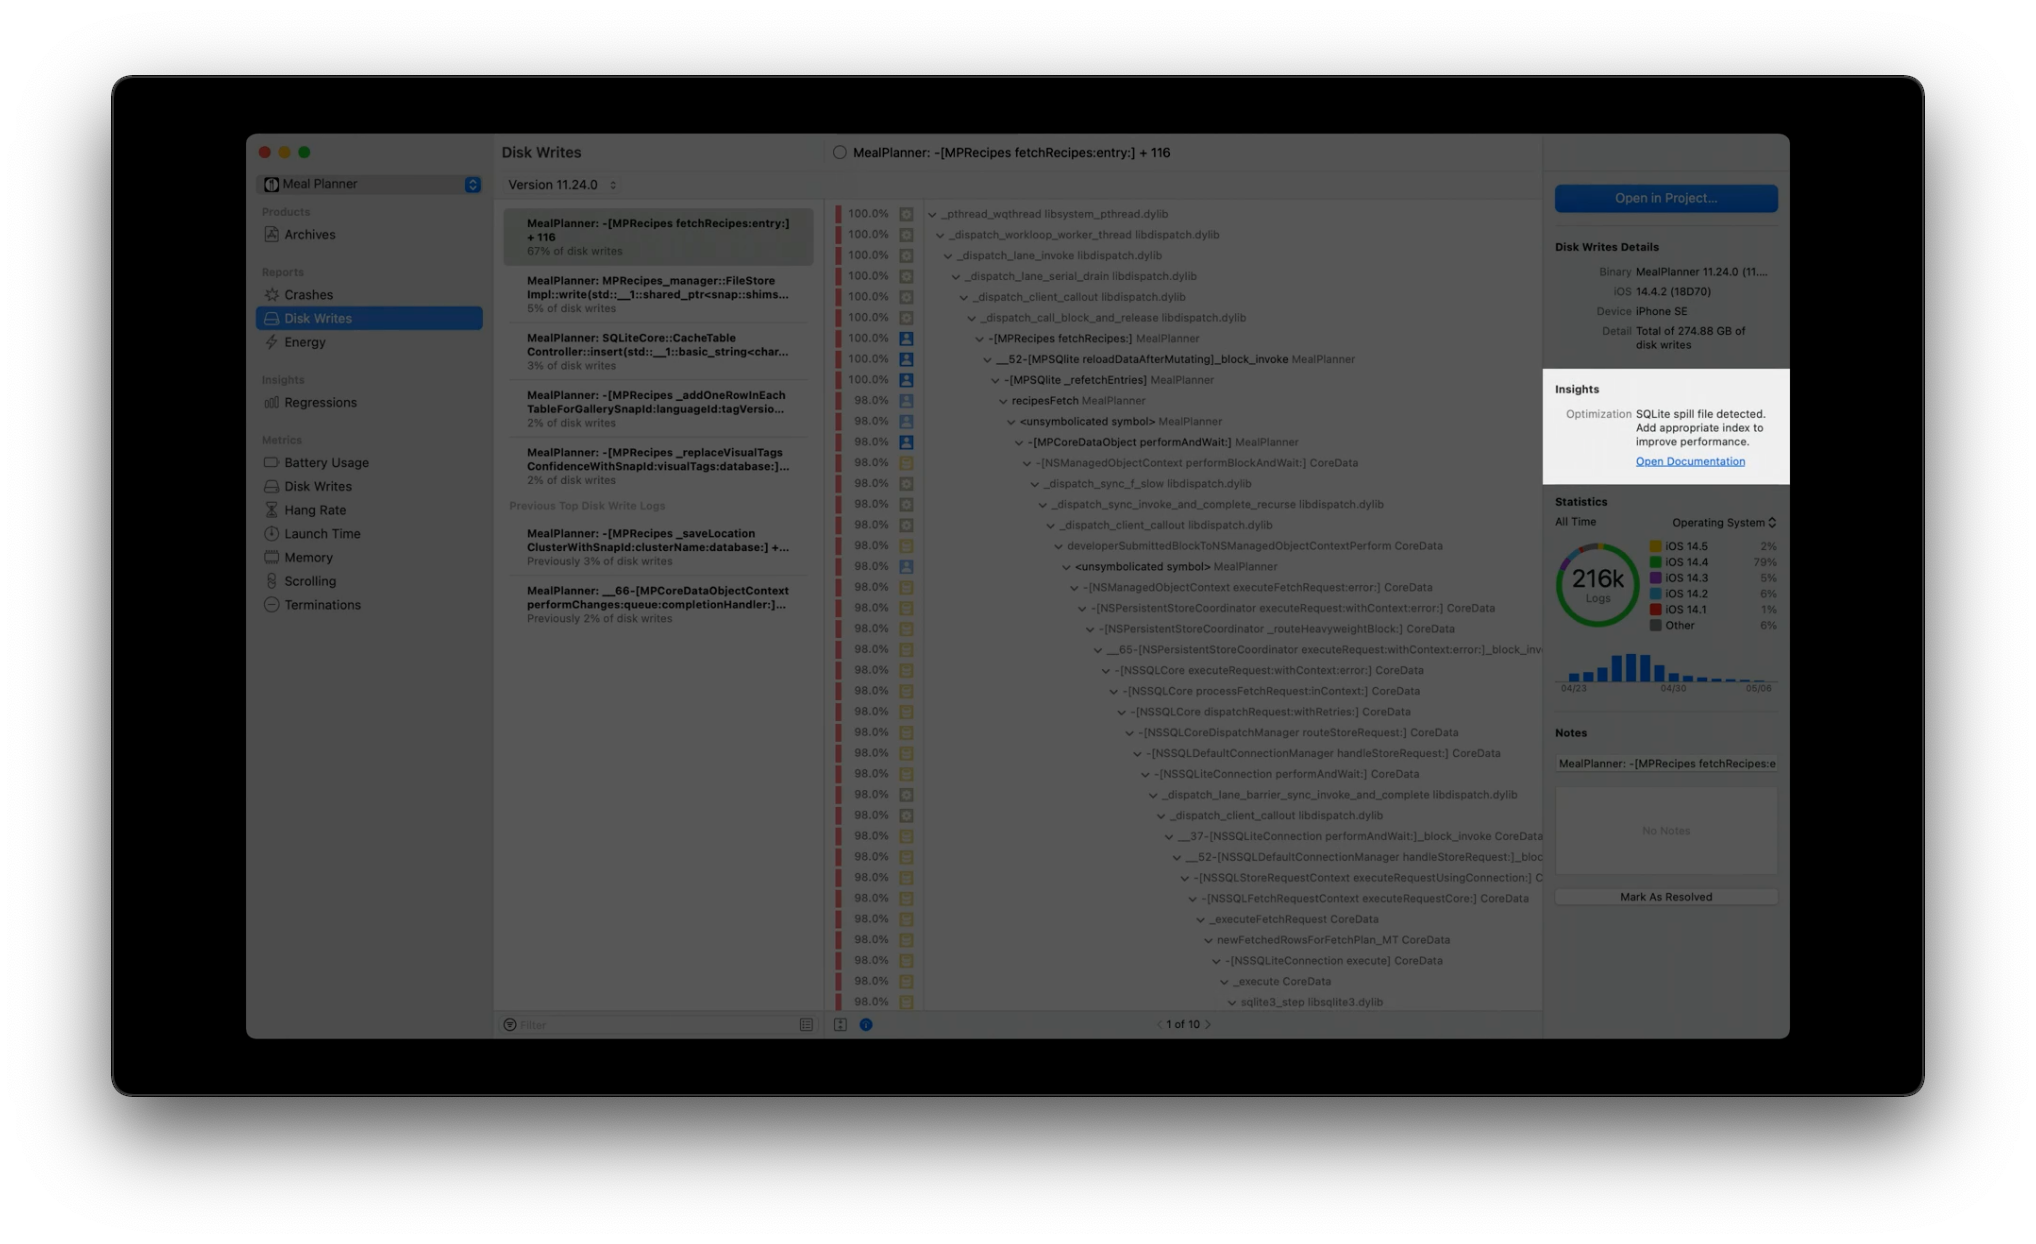 Meal Planner
Products
Archives
Reports
Crashes
Disk Writes
Energy
Insights
Regressions
Metrics
Battery Usage
Disk Writes
Hang Rate
Launch Time
Memory
Scrolling
Terminations
Disk Writes
Version 11.24.0
MealPlanner: -[MPRecipes fetchRecipes:entry:]
+ 116
67% of disk writes
MealPlanner: MPRecipes_manager::FileStore
Impl::write(std::__1::shared_ptr<snap::shims...
5% of disk writes
MealPlanner: SQLiteCore::CacheTable
Controller::insert(std::__1::basic_string<char...
3% of disk writes
MealPlanner: -[MPRecipes _addOneRowInEach
TableForGallerySnapId:languageId:tagVersio...
2% of disk writes
MealPlanner: -[MPRecipes _replaceVisualTags
ConfidenceWithSnapId:visualTags:database:]...
2% of disk writes
Previous Top Disk Write Logs
MealPlanner: -[MPRecipes _saveLocation
ClusterWithSnapId:clusterName:database:] +...
Previously 3% of disk writes
MealPlanner: __66-[MPCoreDataObjectContext
performChanges:queue:completionHandler:]...
Previously 2% of disk writes
Filter
MealPlanner: -[MPRecipes fetchRecipes:entry:] + 116
100.0% _pthread_wqthread libsystem_pthread.dylib
100.0% _dispatch_workloop_worker_thread libdispatch.dylib
100.0% _dispatch_lane_invoke libdispatch.dylib
100.0% _dispatch_lane_serial_drain libdispatch.dylib
100.0% _dispatch_client_callout libdispatch.dylib
100.0% _dispatch_call_block_and_release libdispatch.dylib
100.0% -[MPRecipes fetchRecipes:] MealPlanner
100.0% __52-[MPSQlite reloadDataAfterMutating]_block_invoke MealPlanner
100.0% -[MPSQlite _refetchEntries] MealPlanner
98.0% recipesFetch MealPlanner
98.0% <unsymbolicated symbol> MealPlanner
98.0% -[MPCoreDataObject performAndWait:] MealPlanner
98.0% -[NSManagedObjectContext performBlockAndWait:] CoreData
98.0% _dispatch_sync_f_slow libdispatch.dylib
98.0% _dispatch_sync_invoke_and_complete_recurse libdispatch.dylib
98.0% _dispatch_client_callout libdispatch.dylib
98.0% developerSubmittedBlockToNSManagedObjectContextPerform CoreData
98.0% <unsymbolicated symbol> MealPlanner
98.0% -[NSManagedObjectContext executeFetchRequest:error:] CoreData
98.0% -[NSPersistentStoreCoordinator executeRequest:withContext:error:] CoreData
98.0% -[NSPersistentStoreCoordinator _routeHeavyweightBlock:] CoreData
98.0% __65-[NSPersistentStoreCoordinator executeRequest:withContext:error:]_block_inv
98.0% -[NSSQLCore executeRequest:withContext:error:] CoreData
98.0% -[NSSQLCore processFetchRequest:inContext:] CoreData
98.0% -[NSSQLCore dispatchRequest:withRetries:] CoreData
98.0% -[NSSQLCoreDispatchManager routeStoreRequest:] CoreData
98.0% -[NSSQLDefaultConnectionManager handleStoreRequest:] CoreData
98.0% -[NSSQLiteConnection performAndWait:] CoreData
98.0% _dispatch_lane_barrier_sync_invoke_and_complete libdispatch.dylib
98.0% _dispatch_client_callout libdispatch.dylib
98.0% __37-[NSSQLiteConnection performAndWait:]_block_invoke CoreData
98.0% __52-[NSSQLDefaultConnectionManager handleStoreRequest:]_bloc
98.0% -[NSSQLStoreRequestContext executeRequestUsingConnection:] C
98.0% -[NSSQLFetchRequestContext executeRequestCore:] CoreData
98.0% _executeFetchRequest CoreData
98.0% newFetchedRowsForFetchPlan_MT CoreData
98.0% -[NSSQLiteConnection execute] CoreData
98.0% _execute CoreData
98.0% sqlite3_step libsqlite3.dylib
1 of 10
Open in Project...
Disk Writes Details
Binary MealPlanner 11.24.0 (11....
iOS 14.4.2 (18D70)
Device iPhone SE
Detail Total of 274.88 GB of
disk writes
Insights
Optimization SQLite spill file detected.
Add appropriate index to
improve performance.
Open Documentation
Statistics
All Time Operating System
216k
Logs
iOS 14.5 2%
iOS 14.4 79%
iOS 14.3 5%
iOS 14.2 6%
iOS 14.1 1%
Other 6%
04/23 04/30 05/06
Notes
MealPlanner: -[MPRecipes fetchRecipes:e
No Notes
Mark As Resolved